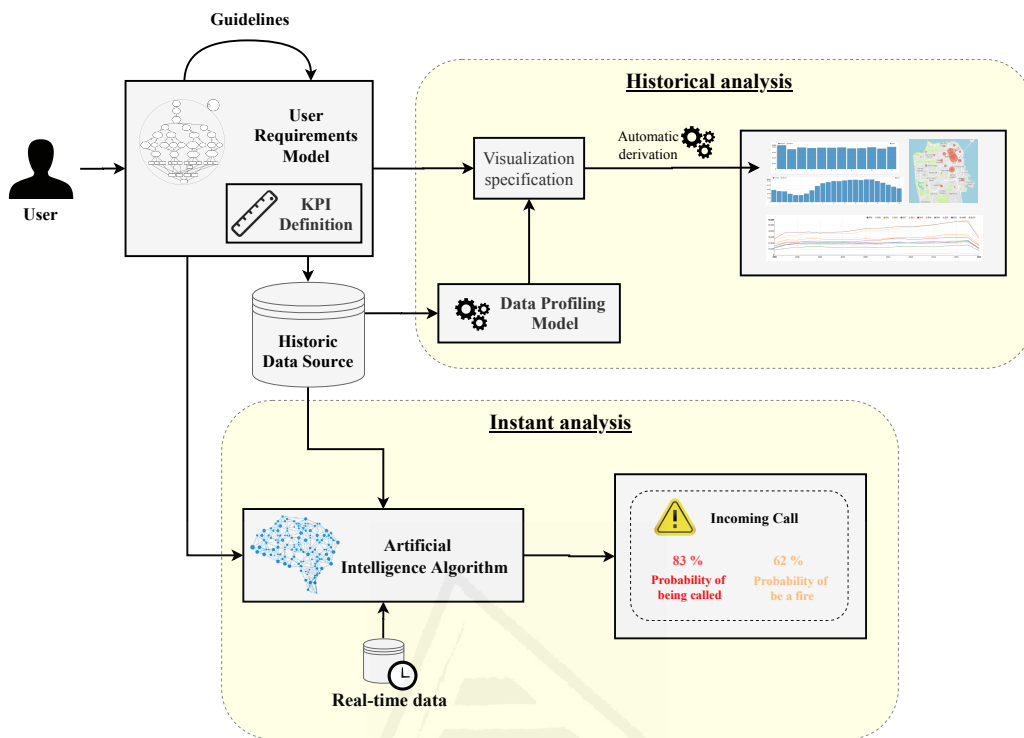 Guidelines
Historical analysis
User
Requirements
Model
KPI
Definition
User
Visualization
specification
Automatic
derivation
Historic
Data Source
Data Profiling
Model
Instant analysis
Artificial
Intelligence Algorithm
Real-time data
Incoming Call
83 %
Probability of
being called
62 %
Probability of
be a fire